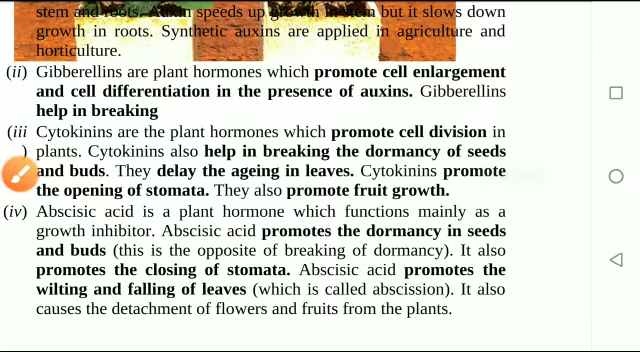 stem and roots. Auxin speeds up growth in stem but it slows down
growth in roots. Synthetic auxins are applied in agriculture and
horticulture.
(ii) Gibberellins are plant hormones which promote cell enlargement
and cell differentiation in the presence of auxins. Gibberellins
help in breaking
(iii Cytokinins are the plant hormones which promote cell division in
) plants. Cytokinins also help in breaking the dormancy of seeds
and buds. They delay the ageing in leaves. Cytokinins promote
the opening of stomata. They also promote fruit growth.
(iv) Abscisic acid is a plant hormone which functions mainly as a
growth inhibitor. Abscisic acid promotes the dormancy in seeds
and buds (this is the opposite of breaking of dormancy). It also
promotes the closing of stomata. Abscisic acid promotes the
wilting and falling of leaves (which is called abscission). It also
causes the detachment of flowers and fruits from the plants.